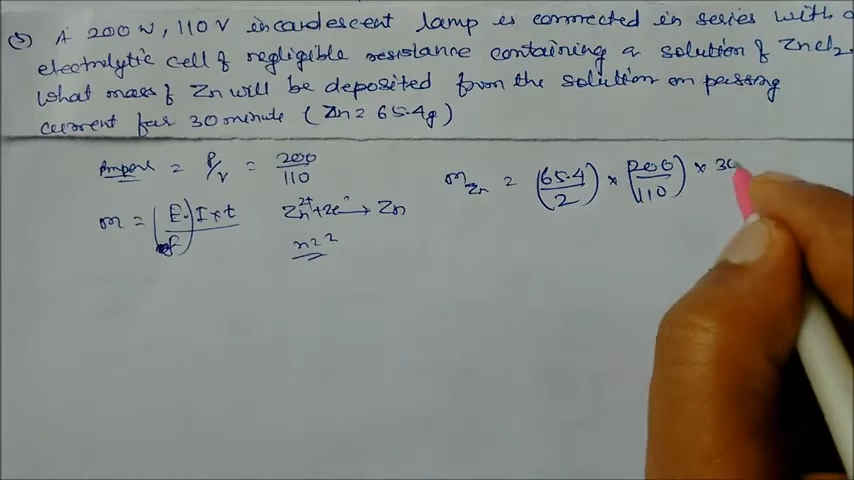 (5) A 200 W, 110 V incandescent lamp is connected in series with a
electrolytic cell of negligible resistance containing a solution of ZnCl2.
What mass of Zn will be deposited from the solution on passing
current for 30 minute (Zn = 65.4g)
Ampere = P/V = 200/110
m = (E/F) I × t
Zn2+ + 2e- → Zn
n = 2
mZn = (65.4/2) × (200/110) × 30